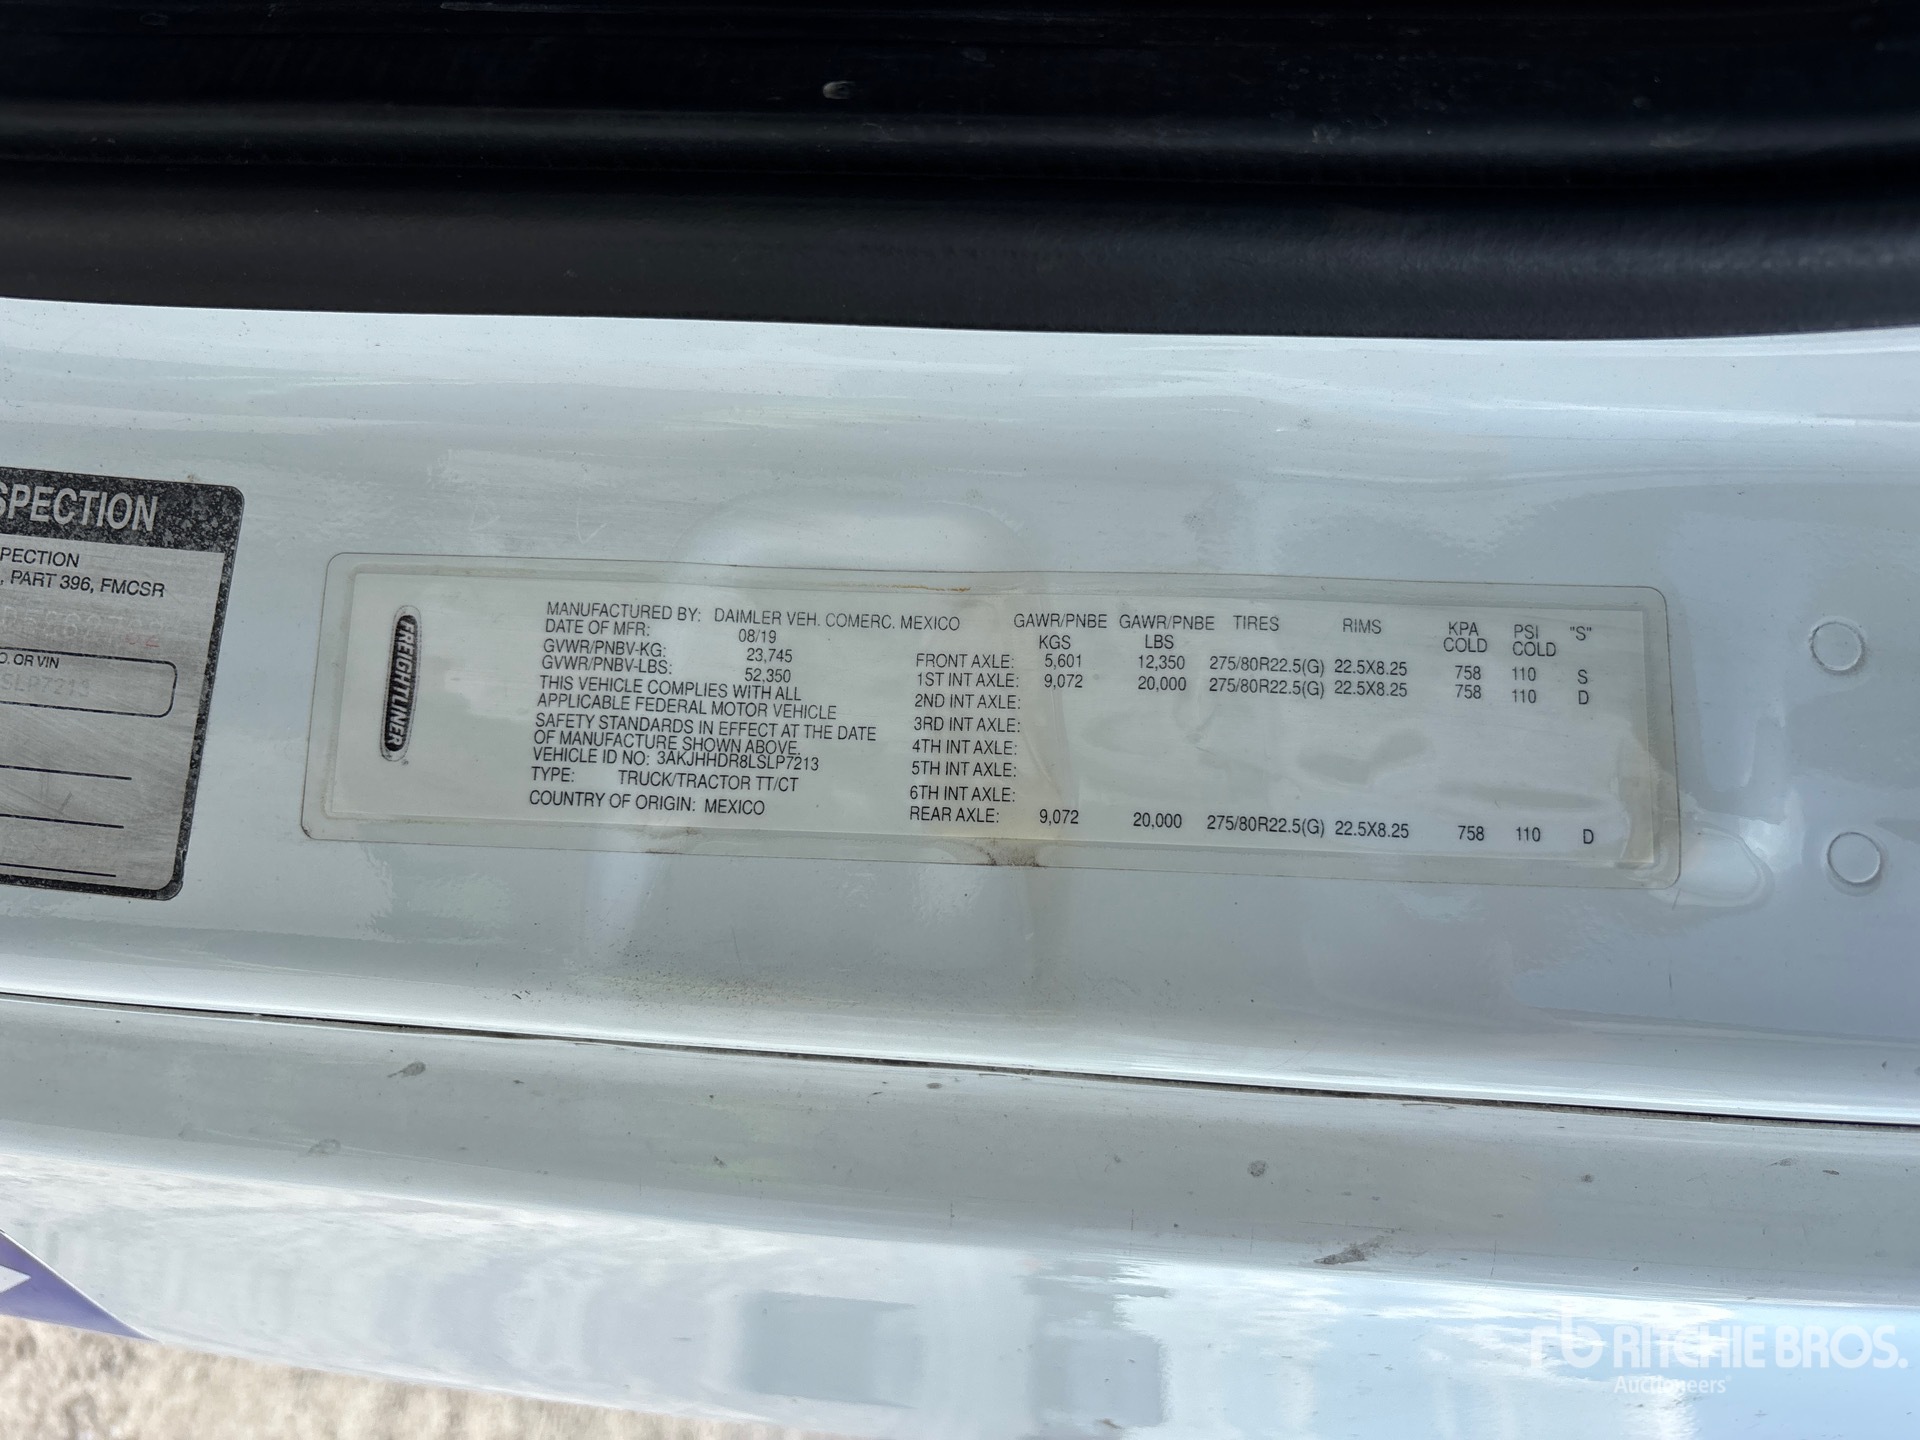 SPECTION
PECTION
, PART 396, FMCSR
O. OR VIN
SLP7213
FREIGHTLINER
MANUFACTURED BY: DAIMLER VEH. COMERC. MEXICO
DATE OF MFR: 08/19
GVWR/PNBV-KG: 23,745
GVWR/PNBV-LBS: 52,350
THIS VEHICLE COMPLIES WITH ALL
APPLICABLE FEDERAL MOTOR VEHICLE
SAFETY STANDARDS IN EFFECT AT THE DATE
OF MANUFACTURE SHOWN ABOVE.
VEHICLE ID NO: 3AKJHHDR8LSLP7213
TYPE: TRUCK/TRACTOR TT/CT
COUNTRY OF ORIGIN: MEXICO
GAWR/PNBE GAWR/PNBE TIRES RIMS KPA PSI "S"
KGS LBS COLD COLD
FRONT AXLE: 5,601 12,350 275/80R22.5(G) 22.5X8.25 758 110 S
1ST INT AXLE: 9,072 20,000 275/80R22.5(G) 22.5X8.25 758 110 D
2ND INT AXLE:
3RD INT AXLE:
4TH INT AXLE:
5TH INT AXLE:
6TH INT AXLE:
REAR AXLE: 9,072 20,000 275/80R22.5(G) 22.5X8.25 758 110 D
rb RITCHIE BROS.
Auctioneers